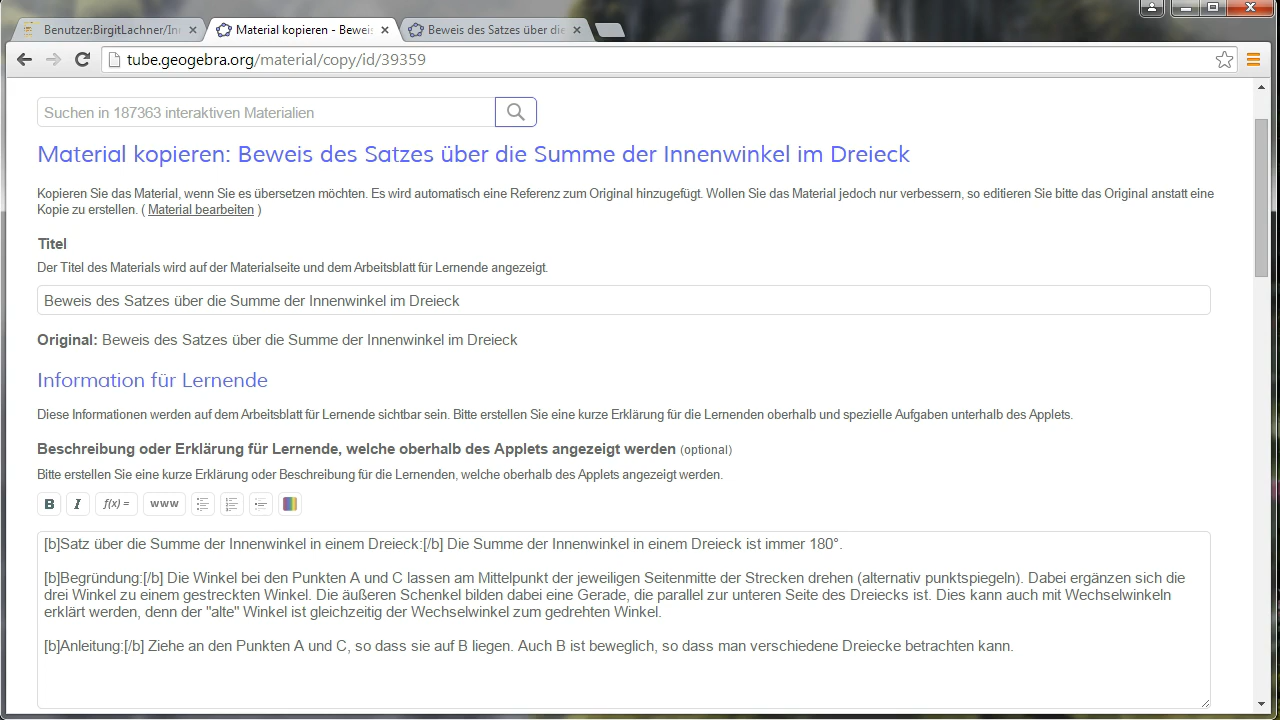 Benutzer:BirgitLachner/In
Material kopieren - Bewei
Beweis des Satzes über die
tube.geogebra.org/material/copy/id/39359
Suchen in 187363 interaktiven Materialien
Material kopieren: Beweis des Satzes über die Summe der Innenwinkel im Dreieck
Kopieren Sie das Material, wenn Sie es übersetzen möchten. Es wird automatisch eine Referenz zum Original hinzugefügt. Wollen Sie das Material jedoch nur verbessern, so editieren Sie bitte das Original anstatt eine
Kopie zu erstellen. ( Material bearbeiten )
Titel
Der Titel des Materials wird auf der Materialseite und dem Arbeitsblatt für Lernende angezeigt.
Beweis des Satzes über die Summe der Innenwinkel im Dreieck
Original: Beweis des Satzes über die Summe der Innenwinkel im Dreieck
Information für Lernende
Diese Informationen werden auf dem Arbeitsblatt für Lernende sichtbar sein. Bitte erstellen Sie eine kurze Erklärung für die Lernenden oberhalb und spezielle Aufgaben unterhalb des Applets.
Beschreibung oder Erklärung für Lernende, welche oberhalb des Applets angezeigt werden (optional)
Bitte erstellen Sie eine kurze Erklärung oder Beschreibung für die Lernenden, welche oberhalb des Applets angezeigt werden.
B I f(x) = www
[b]Satz über die Summe der Innenwinkel in einem Dreieck:[/b] Die Summe der Innenwinkel in einem Dreieck ist immer 180°.
[b]Begründung:[/b] Die Winkel bei den Punkten A und C lassen am Mittelpunkt der jeweiligen Seitenmitte der Strecken drehen (alternativ punktspiegeln). Dabei ergänzen sich die
drei Winkel zu einem gestreckten Winkel. Die äußeren Schenkel bilden dabei eine Gerade, die parallel zur unteren Seite des Dreiecks ist. Dies kann auch mit Wechselwinkeln
erklärt werden, denn der "alte" Winkel ist gleichzeitig der Wechselwinkel zum gedrehten Winkel.
[b]Anleitung:[/b] Ziehe an den Punkten A und C, so dass sie auf B liegen. Auch B ist beweglich, so dass man verschiedene Dreiecke betrachten kann.